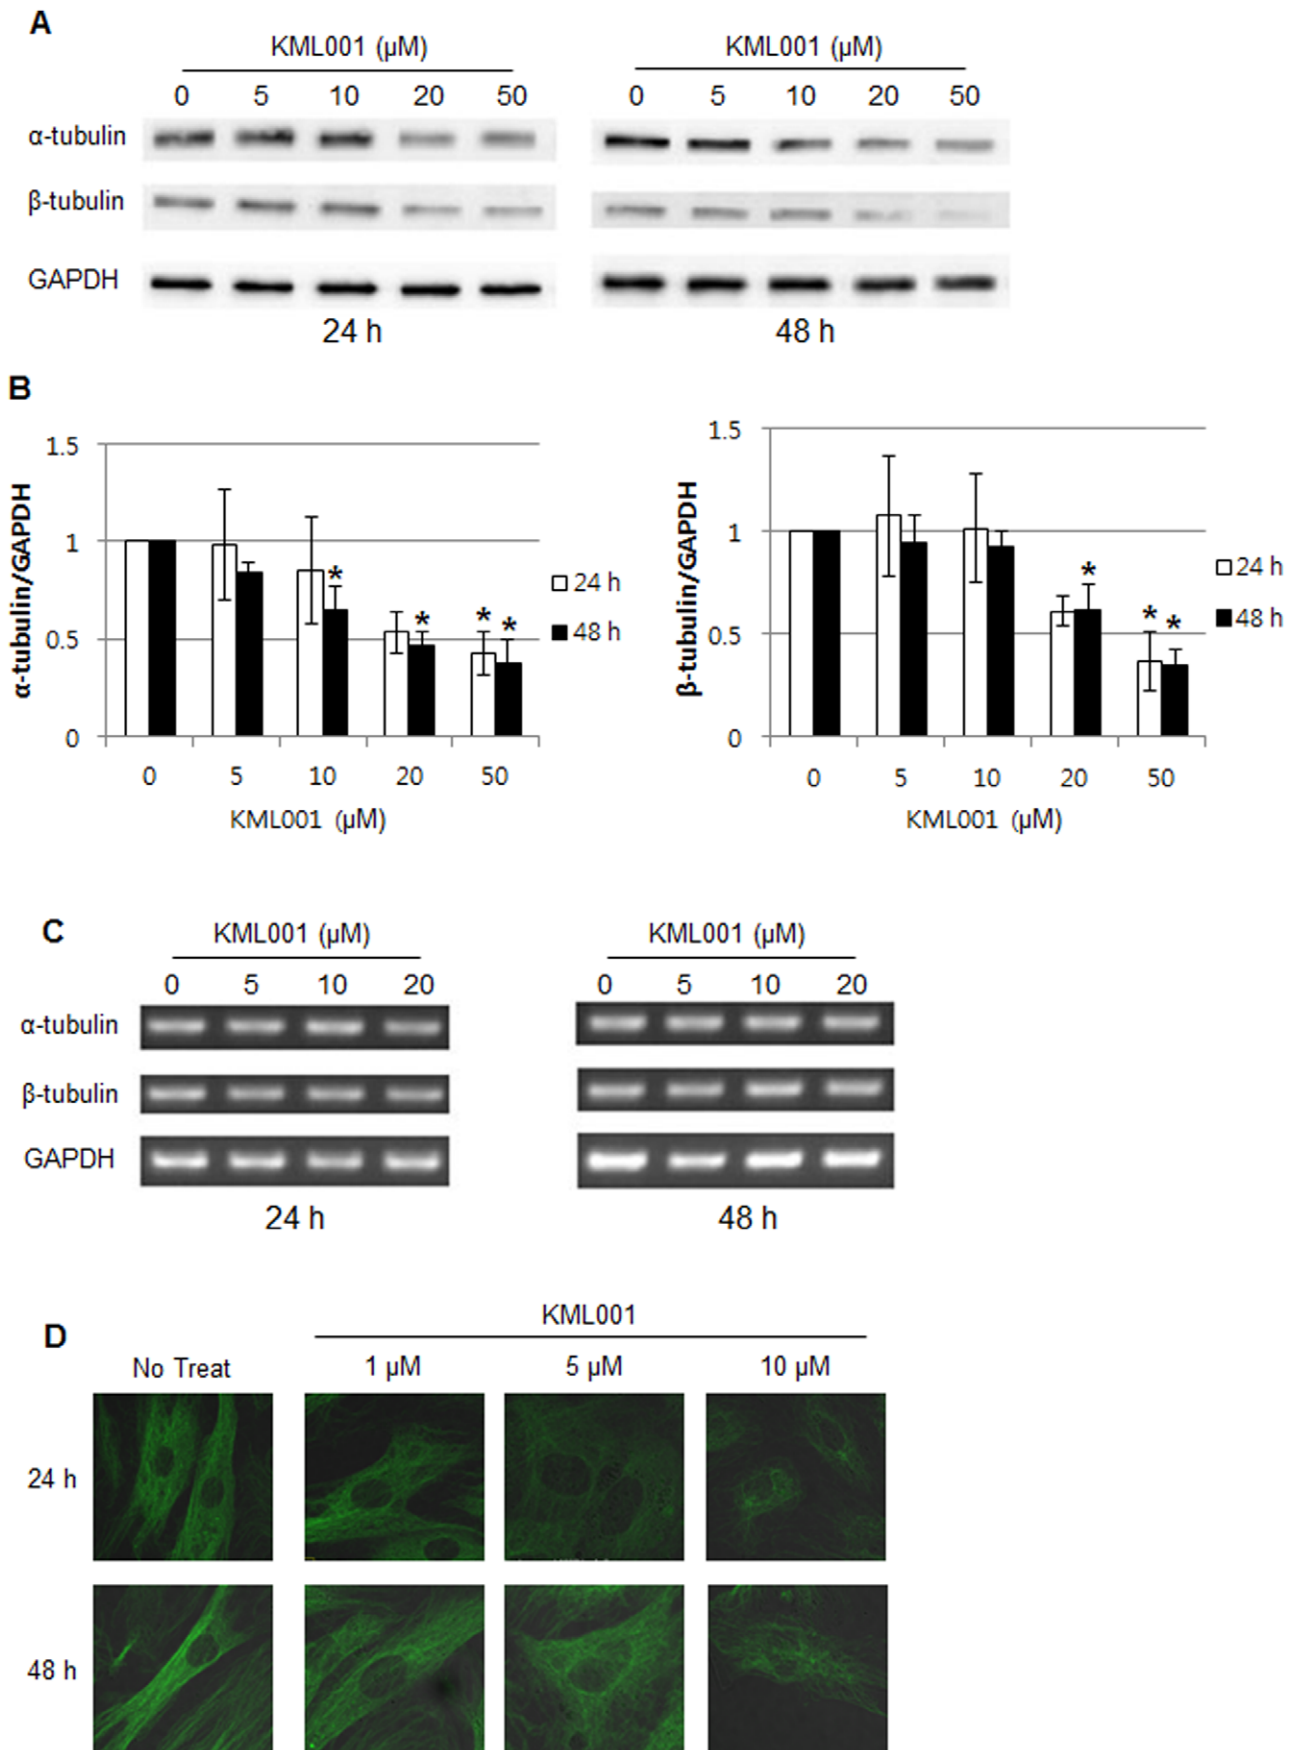 A
KML001 (µM) KML001 (µM)
0 5 10 20 50 0 5 10 20 50
α-tubulin
β-tubulin
GAPDH
24 h 48 h
B
1.5
1
0.5
0
α-tubulin/GAPDH
* * * *
0 5 10 20 50
KML001 (µM)
24 h
48 h
1.5
1
0.5
0
β-tubulin/GAPDH
* * *
0 5 10 20 50
KML001 (µM)
24 h
48 h
C
KML001 (µM) KML001 (µM)
0 5 10 20 0 5 10 20
α-tubulin
β-tubulin
GAPDH
24 h 48 h
D
KML001
No Treat 1 µM 5 µM 10 µM
24 h
48 h